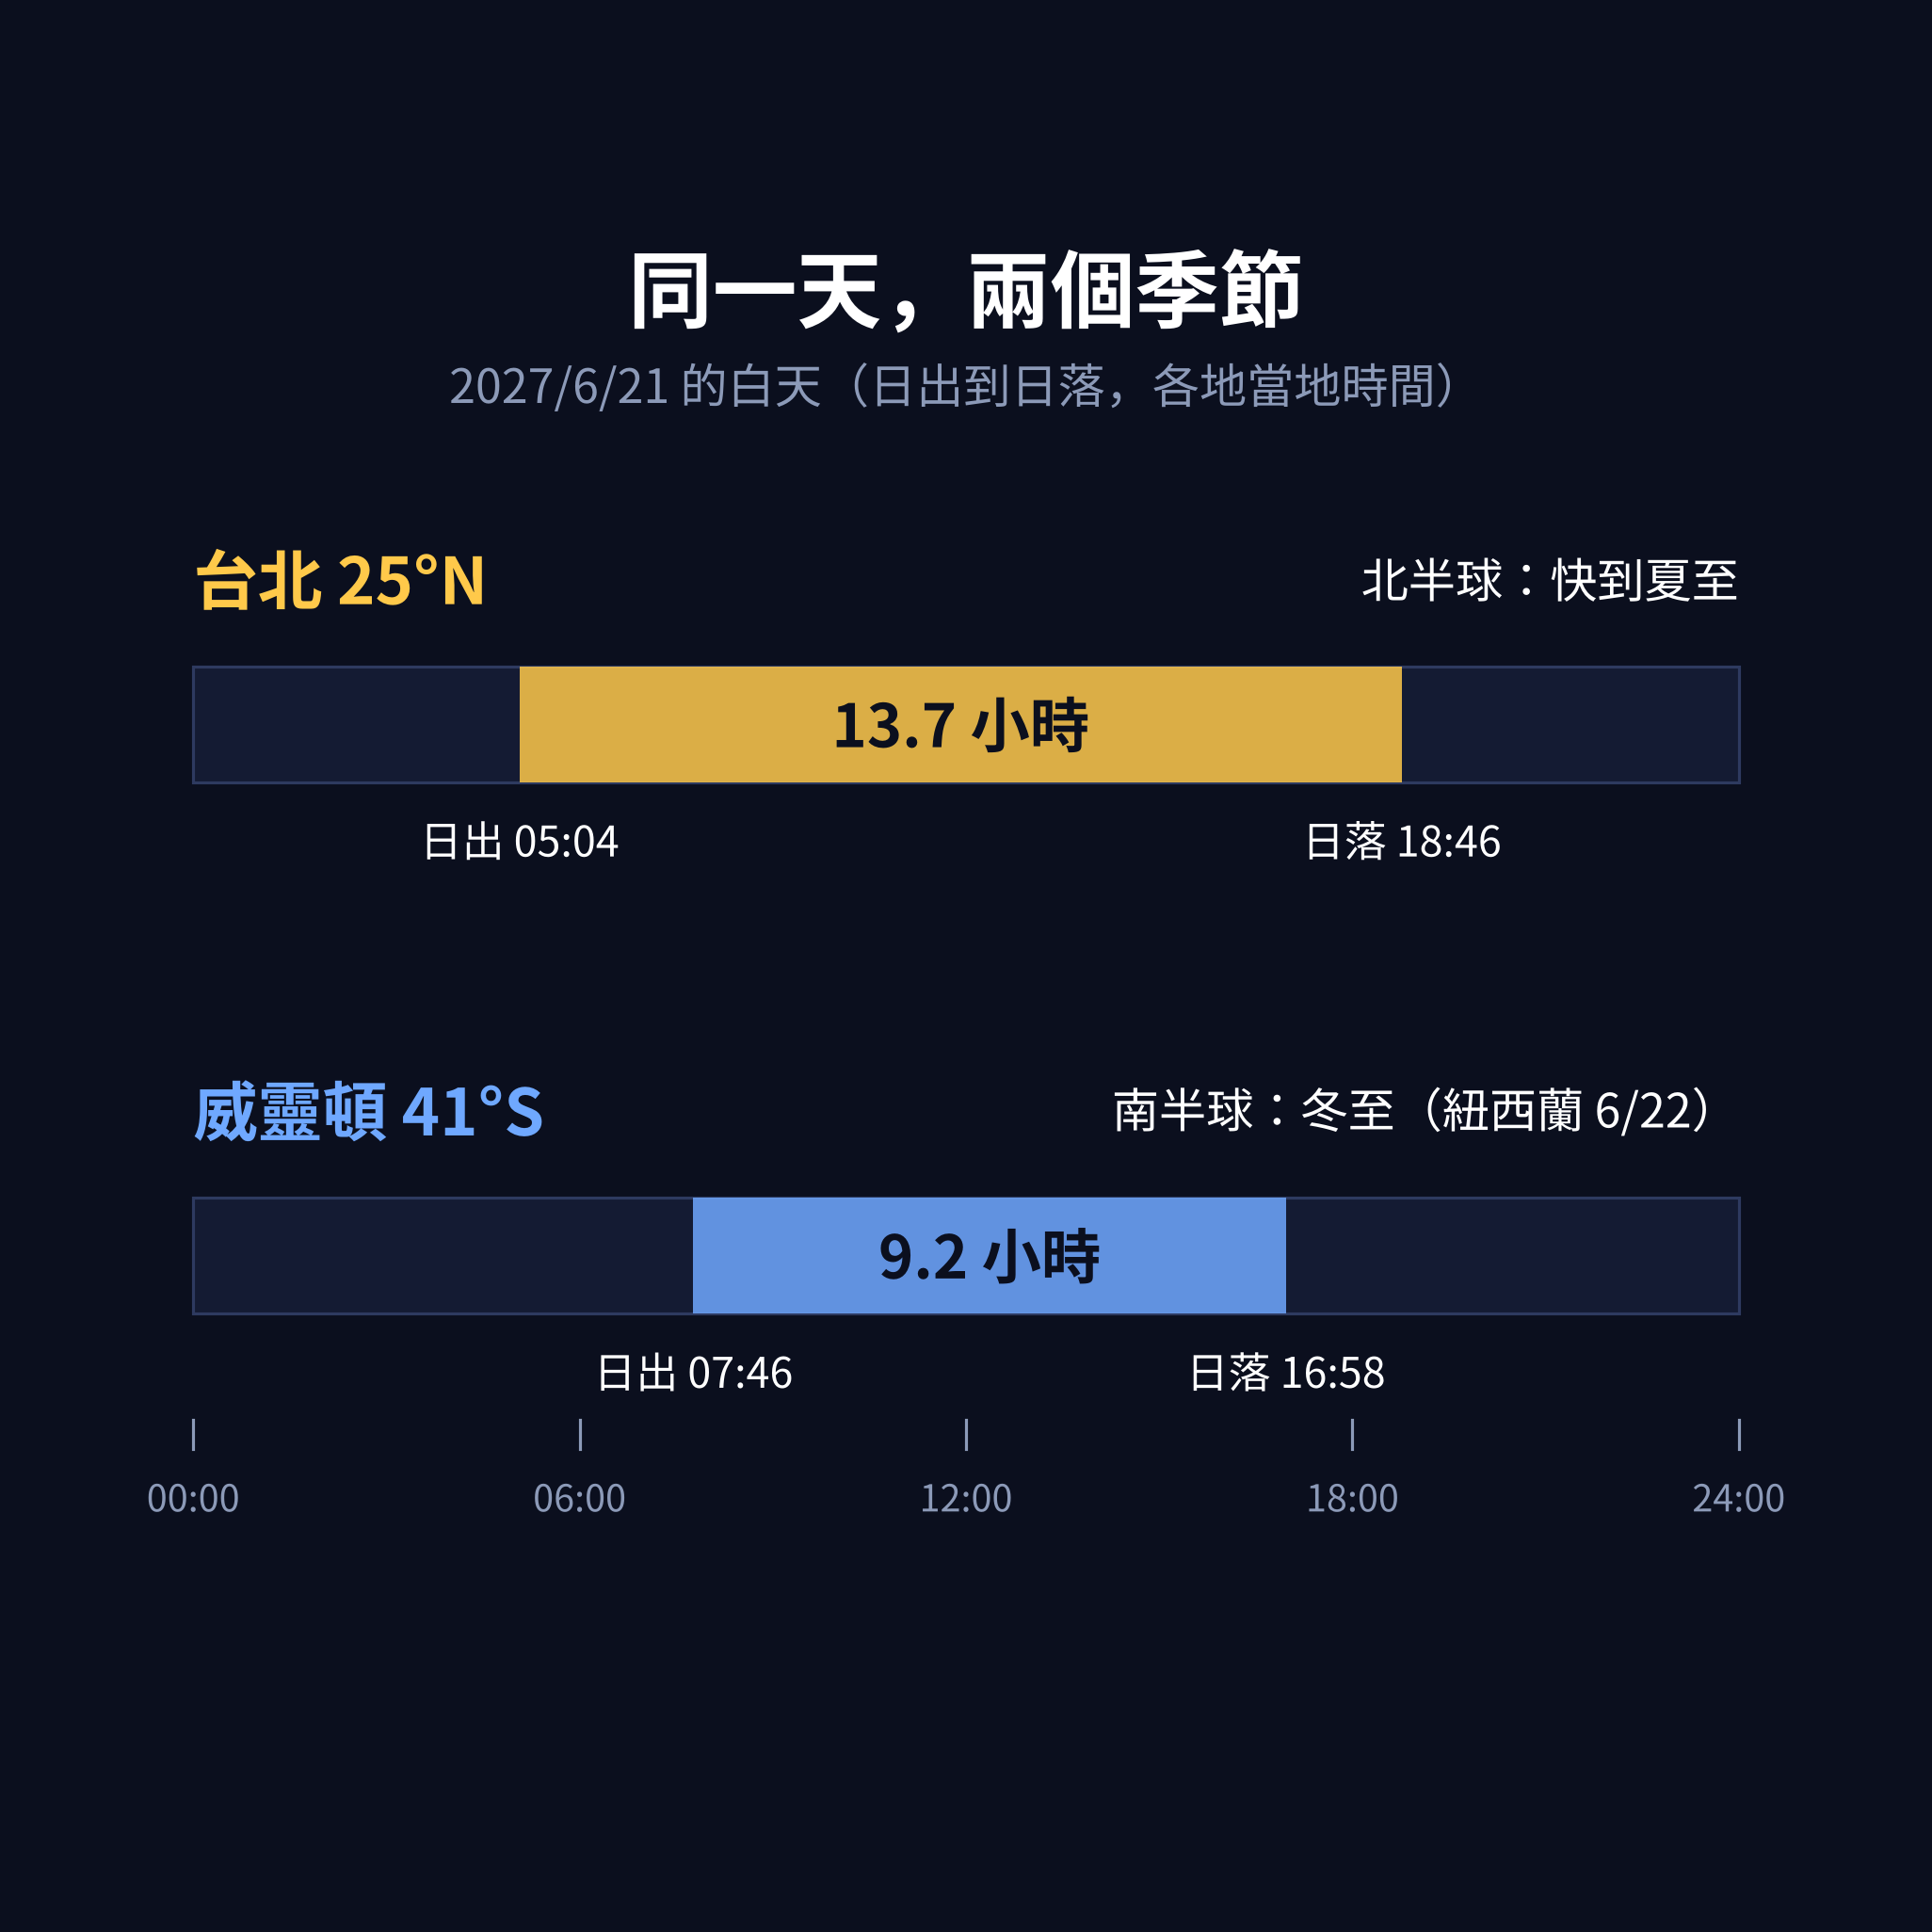 同一天，兩個季節
2027/6/21 的白天（日出到日落，各地當地時間）
台北 25°N
北半球：快到夏至
13.7 小時
日出 05:04
日落 18:46
威靈頓 41°S
南半球：冬至（紐西蘭 6/22）
9.2 小時
日出 07:46
日落 16:58
00:00
06:00
12:00
18:00
24:00